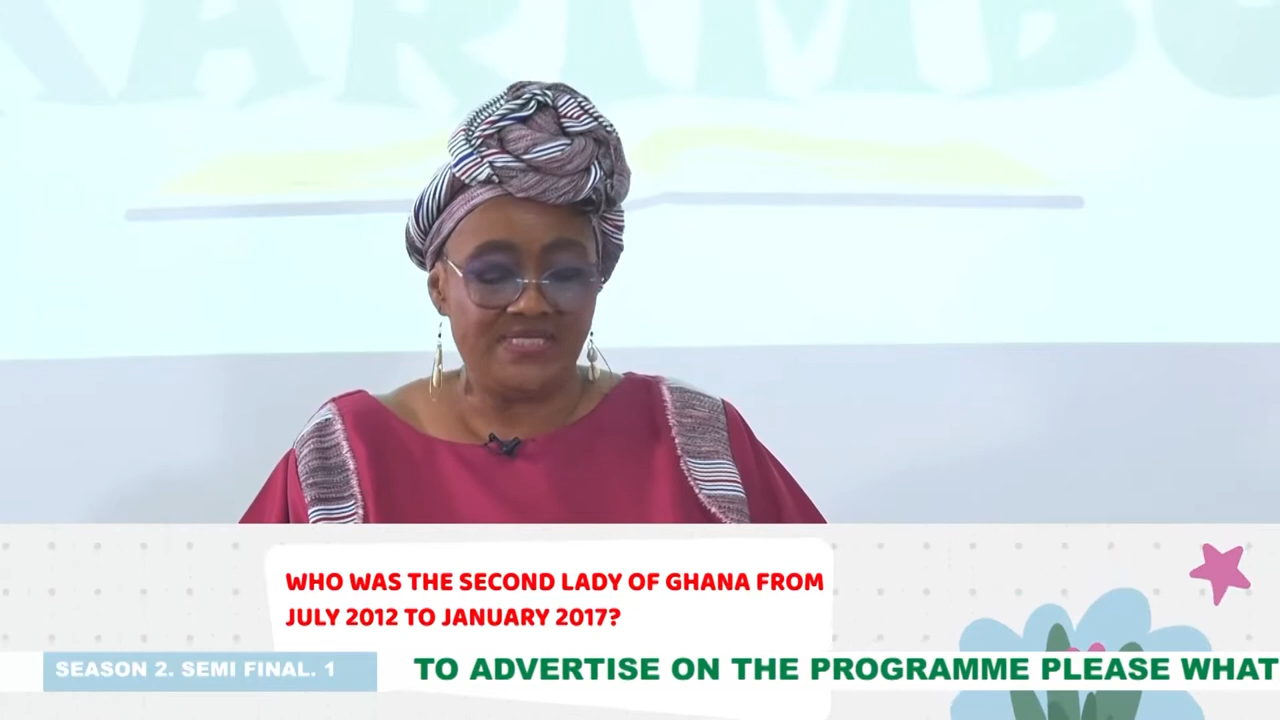 KARIMBO
WHO WAS THE SECOND LADY OF GHANA FROM
JULY 2012 TO JANUARY 2017?
SEASON 2. SEMI FINAL. 1
TO ADVERTISE ON THE PROGRAMME PLEASE WHAT